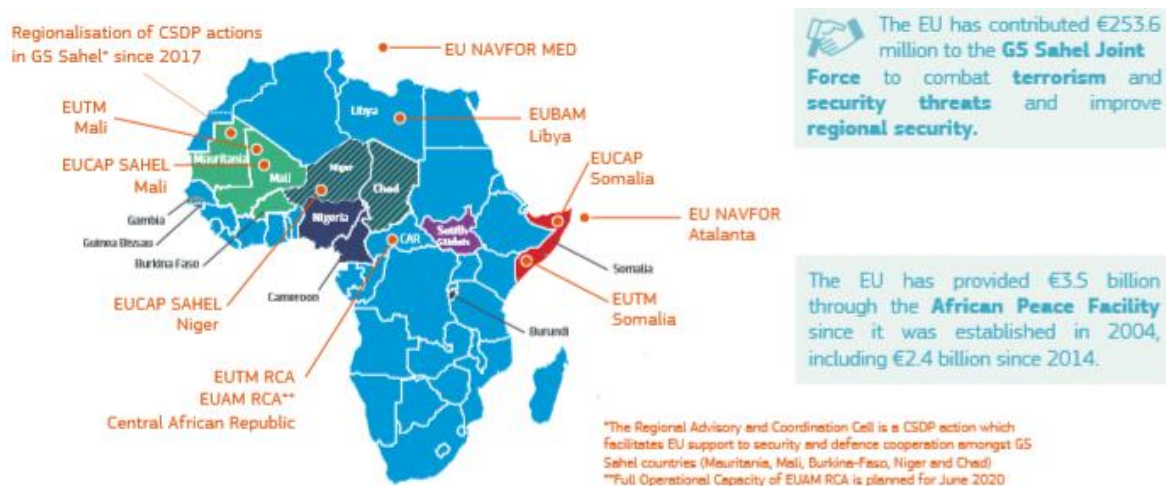 Regionalisation of CSDP actions
in G5 Sahel* since 2017
EU NAVFOR MED
EUTM
Mali
EUCAP SAHEL
Mali
Libya
EUBAM
Libya
Mauritania
Mali
Niger
Chad
EUCAP
Somalia
EU NAVFOR
Atalanta
Gambia
Guinea Bissau
Burkina Faso
Nigeria
CAR
South
Somalia
EUCAP SAHEL
Niger
Cameroon
EUTM
Somalia
Burundi
EUTM RCA
EUAM RCA**
Central African Republic
The EU has contributed €253.6
million to the G5 Sahel Joint
Force to combat terrorism and
security threats and improve
regional security.
The EU has provided €3.5 billion
through the African Peace Facility
since it was established in 2004,
including €2.4 billion since 2014.
*The Regional Advisory and Coordination Cell is a CSDP action which
facilitates EU support to security and defence cooperation amongst G5
Sahel countries (Mauritania, Mali, Burkina-Faso, Niger and Chad)
**Full Operational Capacity of EUAM RCA is planned for June 2020